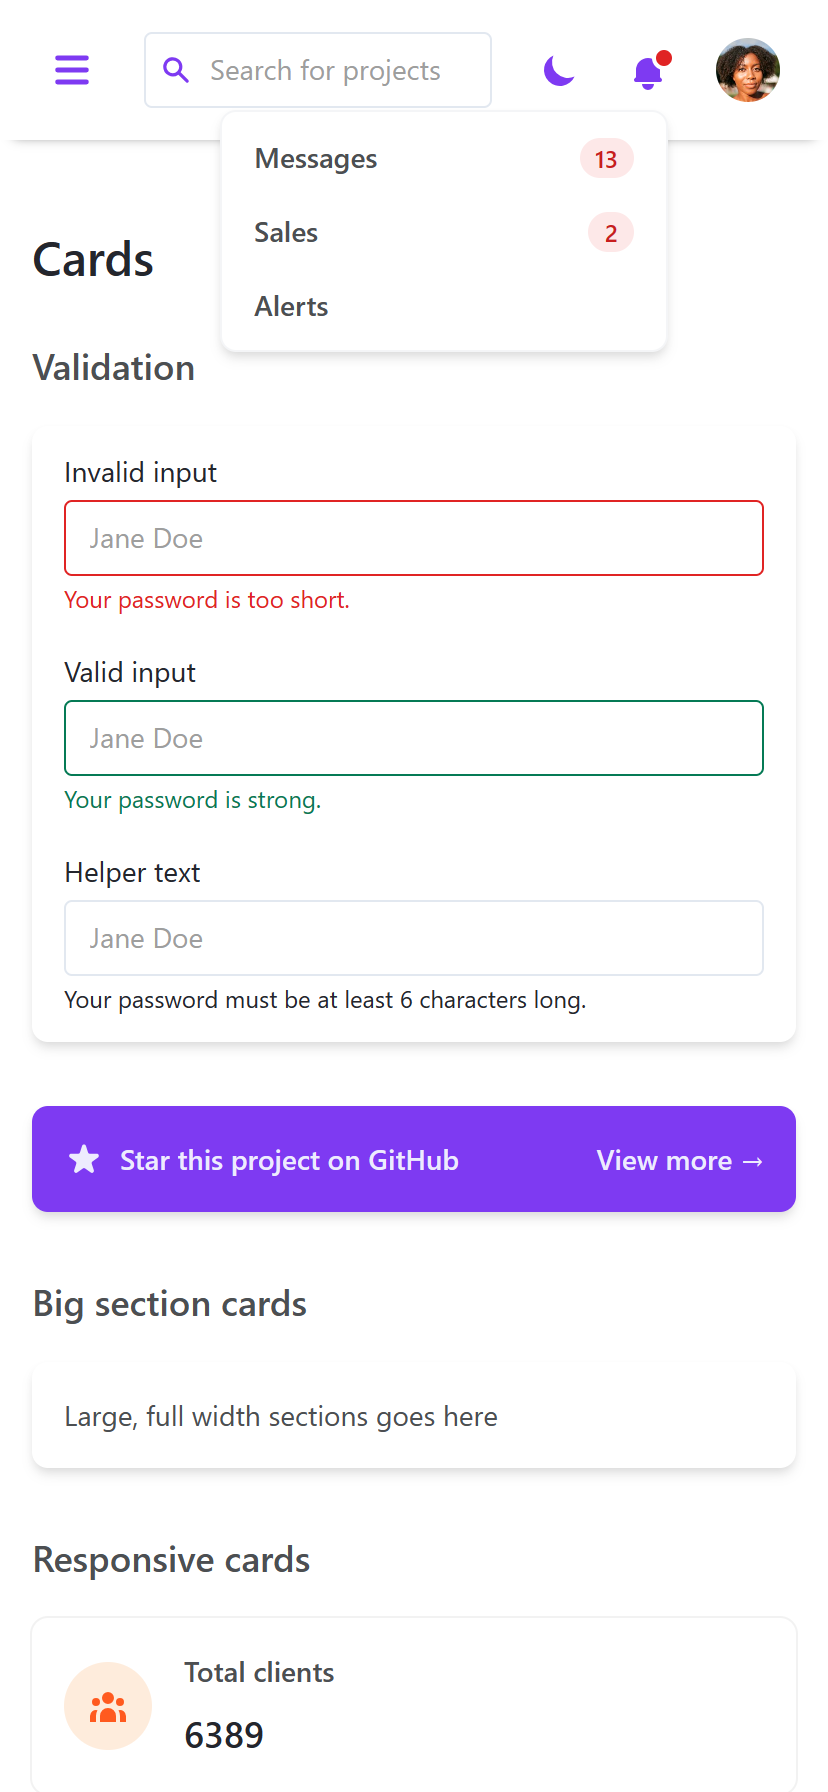 Search for projects
Messages 13
Sales 2
Alerts
Cards
Validation
Invalid input
Jane Doe
Your password is too short.
Valid input
Jane Doe
Your password is strong.
Helper text
Jane Doe
Your password must be at least 6 characters long.
Star this project on GitHub View more →
Big section cards
Large, full width sections goes here
Responsive cards
Total clients
6389